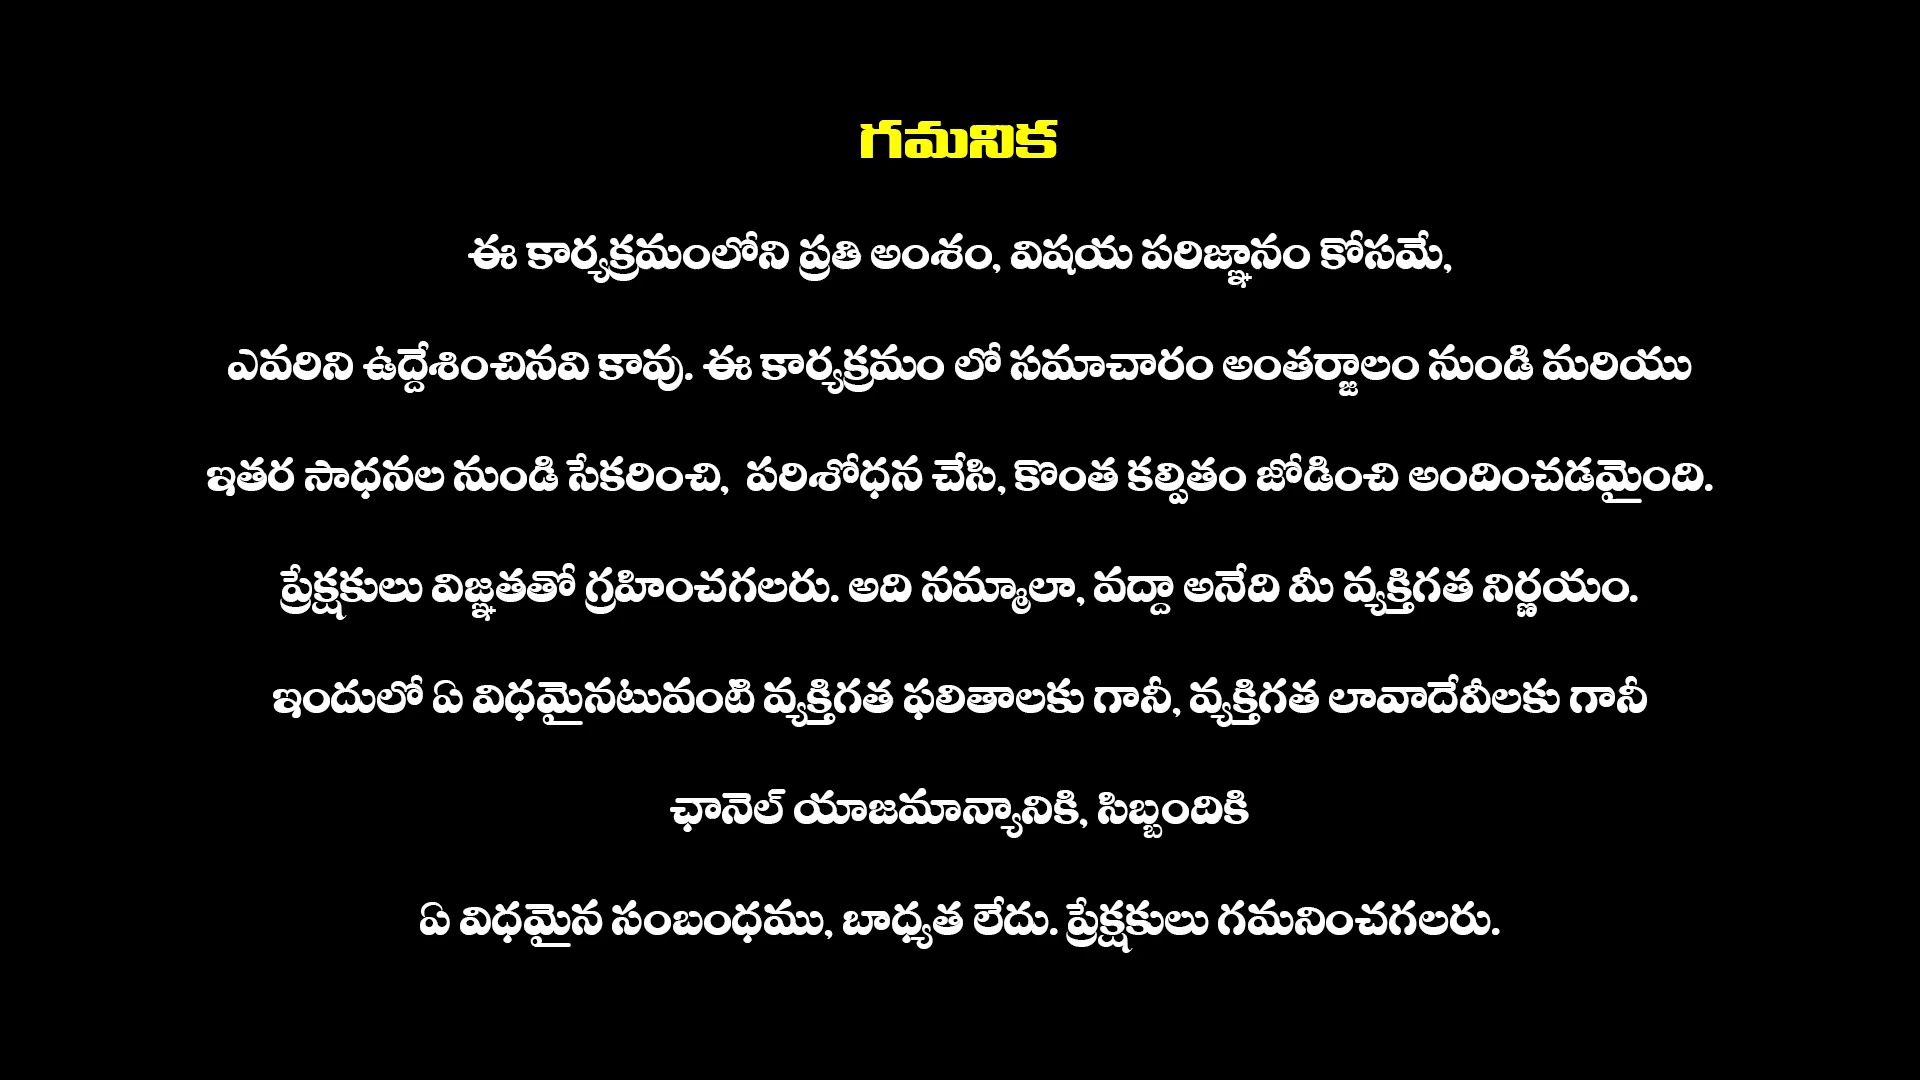 గమనిక
ఈ కార్యక్రమంలోని ప్రతి అంశం, విషయ పరిజ్ఞానం కోసమే,
ఎవరిని ఉద్దేశించినవి కావు. ఈ కార్యక్రమం లో సమాచారం అంతర్జాలం నుండి మరియు
ఇతర సాధనల నుండి సేకరించి, పరిశోధన చేసి, కొంత కల్పితం జోడించి అందించడమైంది.
ప్రేక్షకులు విజ్ఞతతో గ్రహించగలరు. అది నమ్మాలా, వద్దా అనేది మీ వ్యక్తిగత నిర్ణయం.
ఇందులో ఏ విధమైనటువంటి వ్యక్తిగత ఫలితాలకు గానీ, వ్యక్తిగత లావాదేవీలకు గానీ
ఛానెల్ యాజమాన్యానికి, సిబ్బందికి
ఏ విధమైన సంబంధము, బాధ్యత లేదు. ప్రేక్షకులు గమనించగలరు.